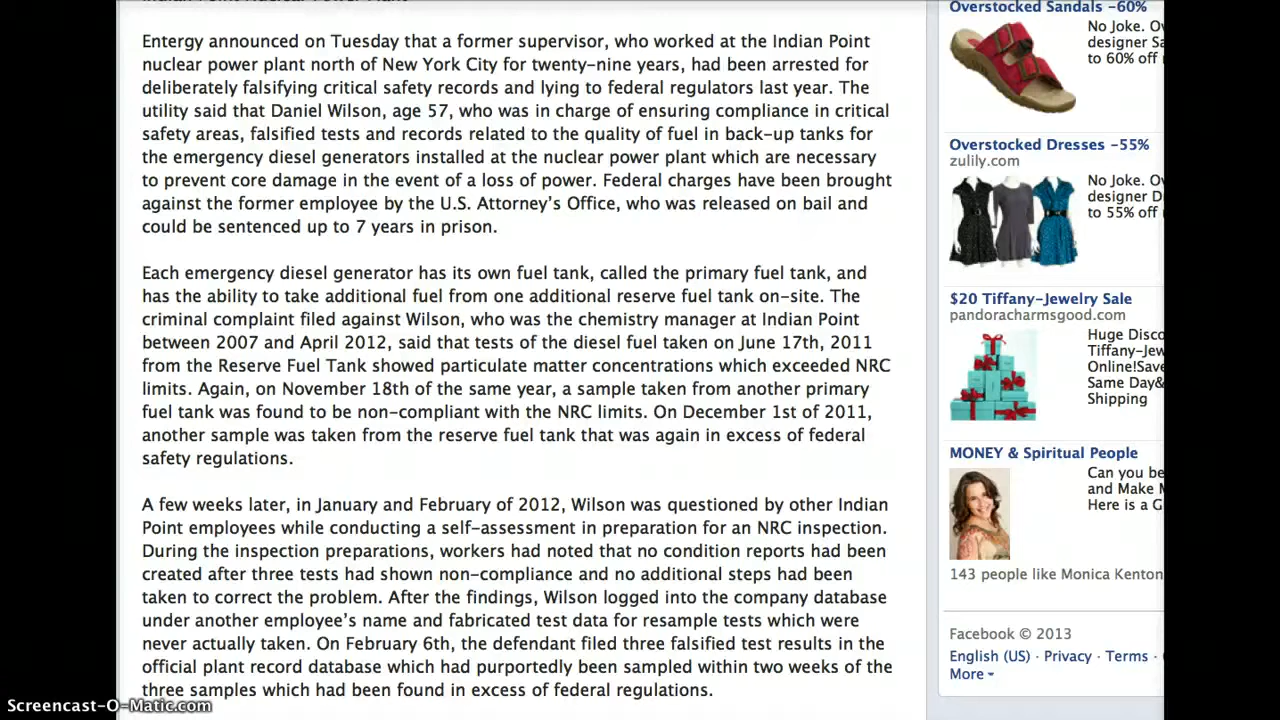 Entergy announced on Tuesday that a former supervisor, who worked at the Indian Point
nuclear power plant north of New York City for twenty-nine years, had been arrested for
deliberately falsifying critical safety records and lying to federal regulators last year. The
utility said that Daniel Wilson, age 57, who was in charge of ensuring compliance in critical
safety areas, falsified tests and records related to the quality of fuel in back-up tanks for
the emergency diesel generators installed at the nuclear power plant which are necessary
to prevent core damage in the event of a loss of power. Federal charges have been brought
against the former employee by the U.S. Attorney's Office, who was released on bail and
could be sentenced up to 7 years in prison.
Each emergency diesel generator has its own fuel tank, called the primary fuel tank, and
has the ability to take additional fuel from one additional reserve fuel tank on-site. The
criminal complaint filed against Wilson, who was the chemistry manager at Indian Point
between 2007 and April 2012, said that tests of the diesel fuel taken on June 17th, 2011
from the Reserve Fuel Tank showed particulate matter concentrations which exceeded NRC
limits. Again, on November 18th of the same year, a sample taken from another primary
fuel tank was found to be non-compliant with the NRC limits. On December 1st of 2011,
another sample was taken from the reserve fuel tank that was again in excess of federal
safety regulations.
A few weeks later, in January and February of 2012, Wilson was questioned by other Indian
Point employees while conducting a self-assessment in preparation for an NRC inspection.
During the inspection preparations, workers had noted that no condition reports had been
created after three tests had shown non-compliance and no additional steps had been
taken to correct the problem. After the findings, Wilson logged into the company database
under another employee's name and fabricated test data for resample tests which were
never actually taken. On February 6th, the defendant filed three falsified test results in the
official plant record database which had purportedly been sampled within two weeks of the
three samples which had been found in excess of federal regulations.
Overstocked Sandals -60%
No Joke. Ov
designer Sa
to 60% off
Overstocked Dresses -55%
zulily.com
No Joke. Ov
designer D
to 55% off
$20 Tiffany-Jewelry Sale
pandoracharmsgood.com
Huge Disco
Tiffany-Jew
Online!Save
Same Day&
Shipping
MONEY & Spiritual People
Can you be
and Make M
Here is a G
143 people like Monica Kenton
Facebook © 2013
English (US) · Privacy · Terms ·
More
Screencast-O-Matic.com